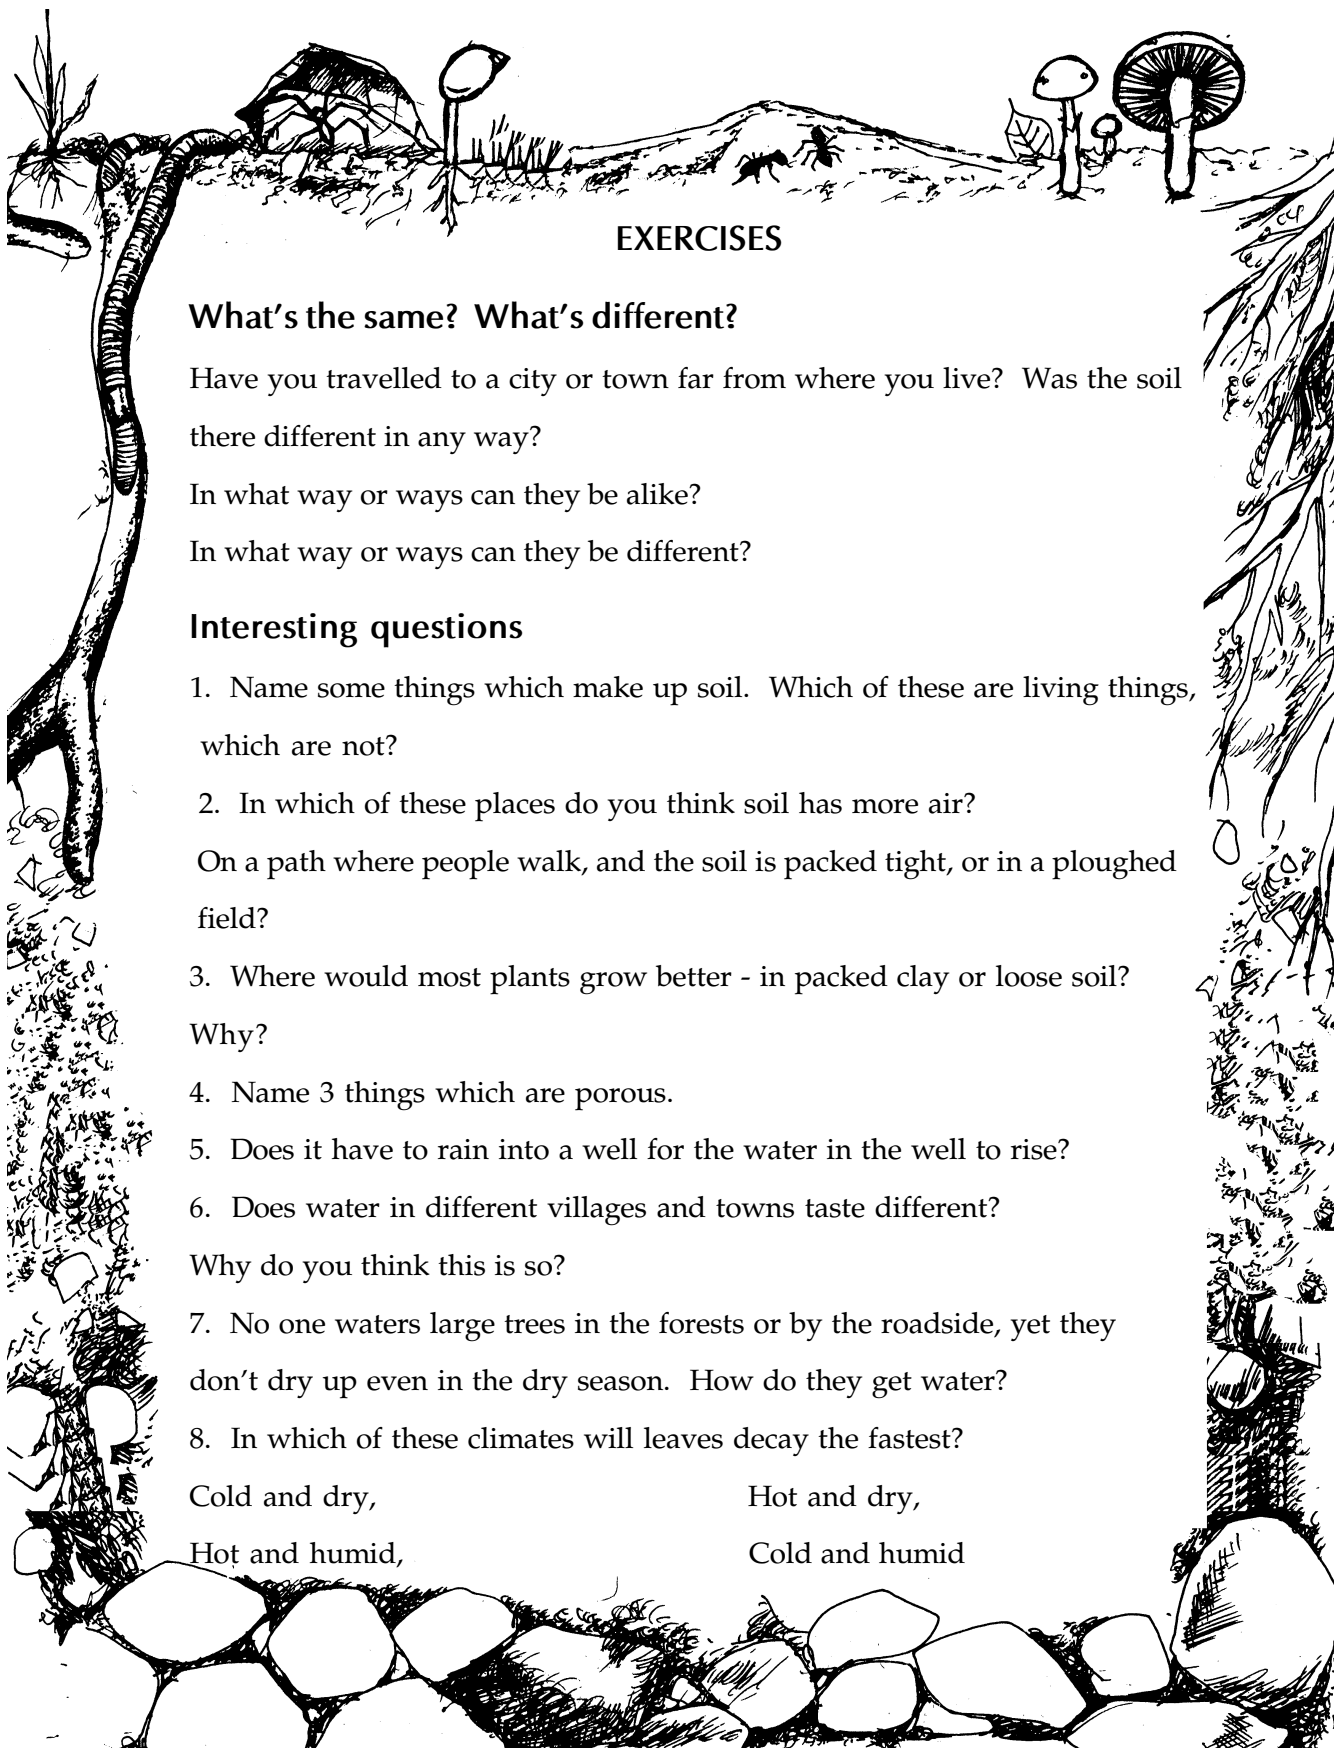 EXERCISES
What's the same? What's different?
Have you travelled to a city or town far from where you live? Was the soil
there different in any way?
In what way or ways can they be alike?
In what way or ways can they be different?
Interesting questions
1. Name some things which make up soil. Which of these are living things,
which are not?
2. In which of these places do you think soil has more air?
On a path where people walk, and the soil is packed tight, or in a ploughed
field?
3. Where would most plants grow better - in packed clay or loose soil?
Why?
4. Name 3 things which are porous.
5. Does it have to rain into a well for the water in the well to rise?
6. Does water in different villages and towns taste different?
Why do you think this is so?
7. No one waters large trees in the forests or by the roadside, yet they
don't dry up even in the dry season. How do they get water?
8. In which of these climates will leaves decay the fastest?
Cold and dry, Hot and dry,
Hot and humid, Cold and humid